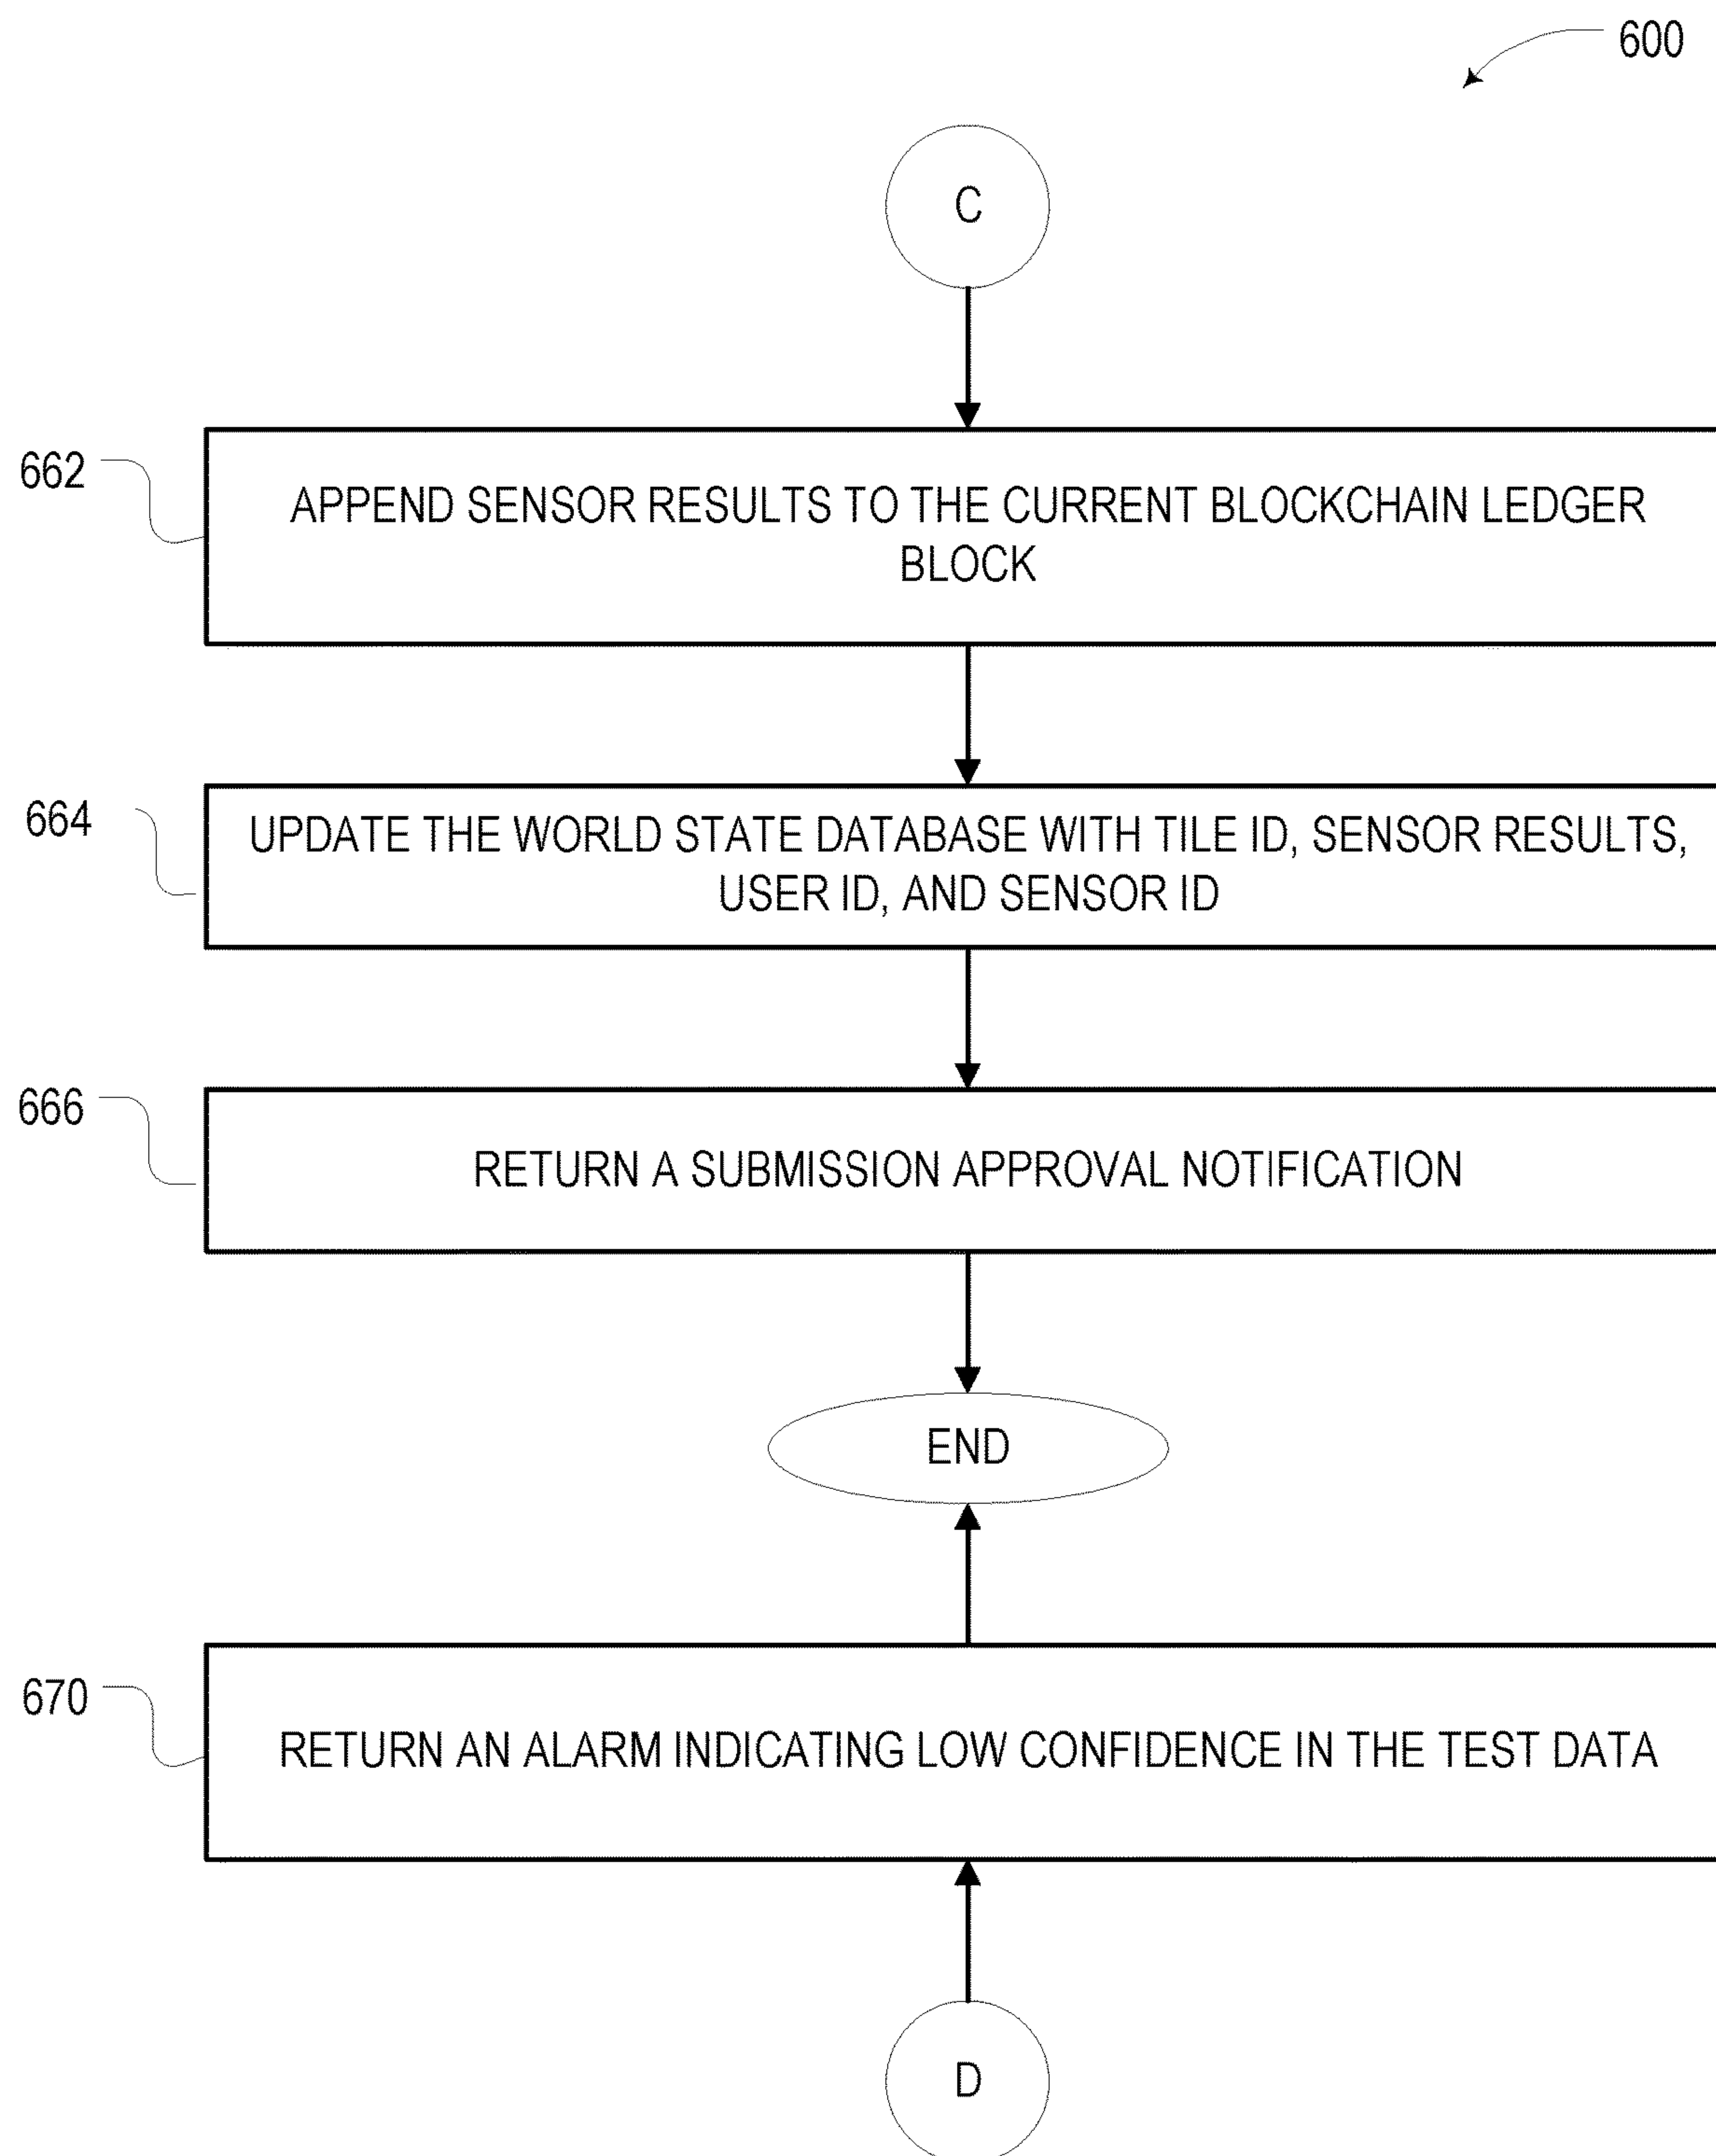 600
C
662
APPEND SENSOR RESULTS TO THE CURRENT BLOCKCHAIN LEDGER
BLOCK
664
UPDATE THE WORLD STATE DATABASE WITH TILE ID, SENSOR RESULTS,
USER ID, AND SENSOR ID
666
RETURN A SUBMISSION APPROVAL NOTIFICATION
END
670
RETURN AN ALARM INDICATING LOW CONFIDENCE IN THE TEST DATA
D